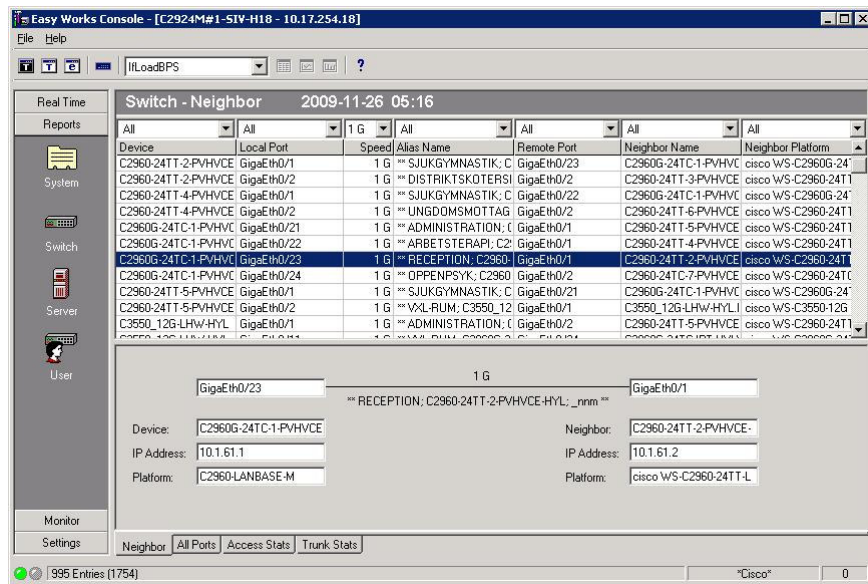 Easy Works Console - [C2924M#1-SIV-H18 - 10.17.254.18]
File Help
IfLoadBPS ?
Real Time
Reports
System
Switch
Server
User
Monitor
Settings
Switch - Neighbor 2009-11-26 05:16
All All 1 G All All All All
Device Local Port Speed Alias Name Remote Port Neighbor Name Neighbor Platform
C2960-24TT-2-PVHVCE GigaEth0/1 1 G ** SJUKGYMNASTIK; C GigaEth0/23 C2960G-24TC-1-PVHVC cisco WS-C2960G-24
C2960-24TT-2-PVHVCE GigaEth0/2 1 G ** DISTRIKTSKOTERSI GigaEth0/2 C2960-24TT-3-PVHVCE cisco WS-C2960-24T1
C2960-24TT-4-PVHVCE GigaEth0/1 1 G ** SJUKGYMNASTIK; C GigaEth0/22 C2960G-24TC-1-PVHVC cisco WS-C2960G-24
C2960-24TT-4-PVHVCE GigaEth0/2 1 G ** UNGDOMSMOTTAG GigaEth0/2 C2960-24TT-6-PVHVCE cisco WS-C2960-24T1
C2960G-24TC-1-PVHVC GigaEth0/21 1 G ** ADMINISTRATION; ( GigaEth0/1 C2960-24TT-5-PVHVCE cisco WS-C2960-24T1
C2960G-24TC-1-PVHVC GigaEth0/22 1 G ** ARBETSTERAPI; C2 GigaEth0/1 C2960-24TT-4-PVHVCE cisco WS-C2960-24T1
C2960G-24TC-1-PVHVC GigaEth0/23 1 G ** RECEPTION; C2960- GigaEth0/1 C2960-24TT-2-PVHVCE cisco WS-C2960-24T1
C2960G-24TC-1-PVHVC GigaEth0/24 1 G ** OPPENPSYK; C2960 GigaEth0/2 C2960-24TC-7-PVHVCE cisco WS-C2960-24TC
C2960-24TT-5-PVHVCE GigaEth0/1 1 G ** SJUKGYMNASTIK; C GigaEth0/21 C2960G-24TC-1-PVHVC cisco WS-C2960G-24
C2960-24TT-5-PVHVCE GigaEth0/2 1 G ** VXL-RUM; C3550_12 GigaEth0/1 C3550_12G-LHW-HYL.I cisco WS-C3550-12G
C3550_12G-LHW-HYL GigaEth0/1 1 G ** ADMINISTRATION; ( GigaEth0/2 C2960-24TT-5-PVHVCE cisco WS-C2960-24T1
1 G
GigaEth0/23 GigaEth0/1
** RECEPTION; C2960-24TT-2-PVHVCE-HYL; _nnm **
Device: C2960G-24TC-1-PVHVCE Neighbor: C2960-24TT-2-PVHVCE-
IP Address: 10.1.61.1 IP Address: 10.1.61.2
Platform: C2960-LANBASE-M Platform: cisco WS-C2960-24TT-L
Neighbor All Ports Access Stats Trunk Stats
995 Entries (1754) *Cisco* 0